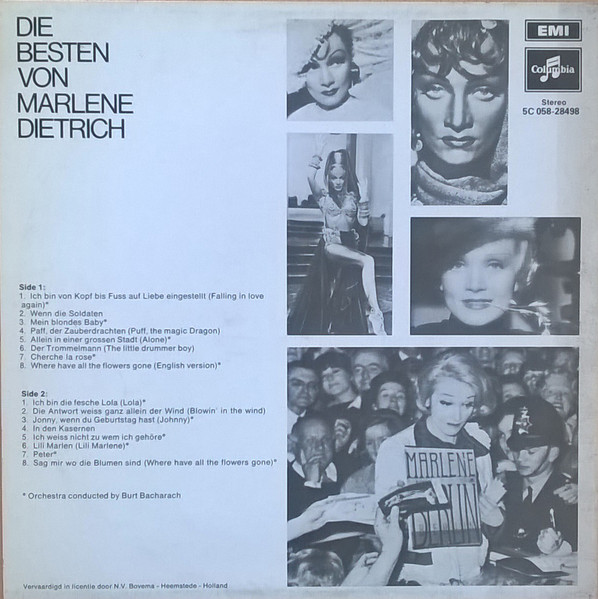 DIE
BESTEN
VON
MARLENE
DIETRICH
EMI
Columbia
Stereo
5C 058-28498
Side 1:
1. Ich bin von Kopf bis Fuss auf Liebe eingestellt (Falling in love
again)*
2. Wenn die Soldaten
3. Mein blondes Baby*
4. Paff, der Zauberdrachten (Puff, the magic Dragon)
5. Allein in einer grossen Stadt (Alone)*
6. Der Trommelmann (The little drummer boy)
7. Cherche la rose*
8. Where have all the flowers gone (English version)*
Side 2:
1. Ich bin die fesche Lola (Lola)*
2. Die Antwort weiss ganz allein der Wind (Blowin' in the wind)
3. Jonny, wenn du Geburtstag hast (Johnny)*
4. In den Kasernen
5. Ich weiss nicht zu wem ich gehöre*
6. Lili Marlen (Lili Marlene)*
7. Peter*
8. Sag mir wo die Blumen sind (Where have all the flowers gone)*
* Orchestra conducted by Burt Bacharach
MARLENE
Vervaardigd in licentie door N.V. Bovema - Heemstede - Holland